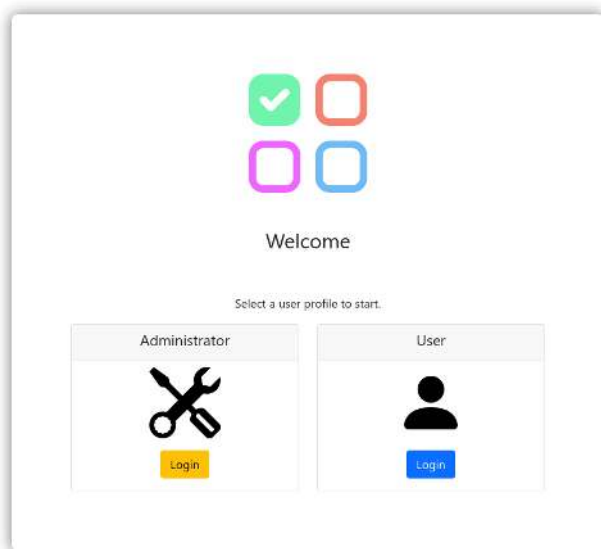 Welcome
Select a user profile to start.
Administrator
User
Login
Login